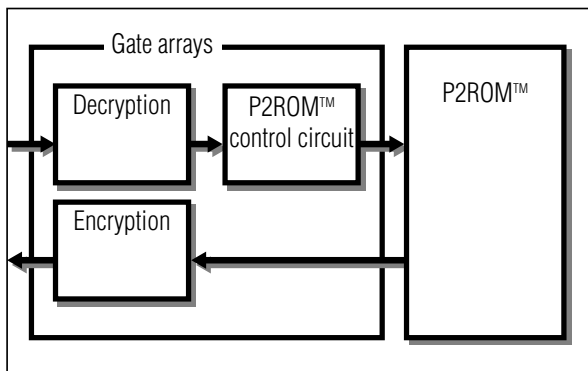 Gate arrays
Decryption
P2ROM™
control circuit
P2ROM™
Encryption